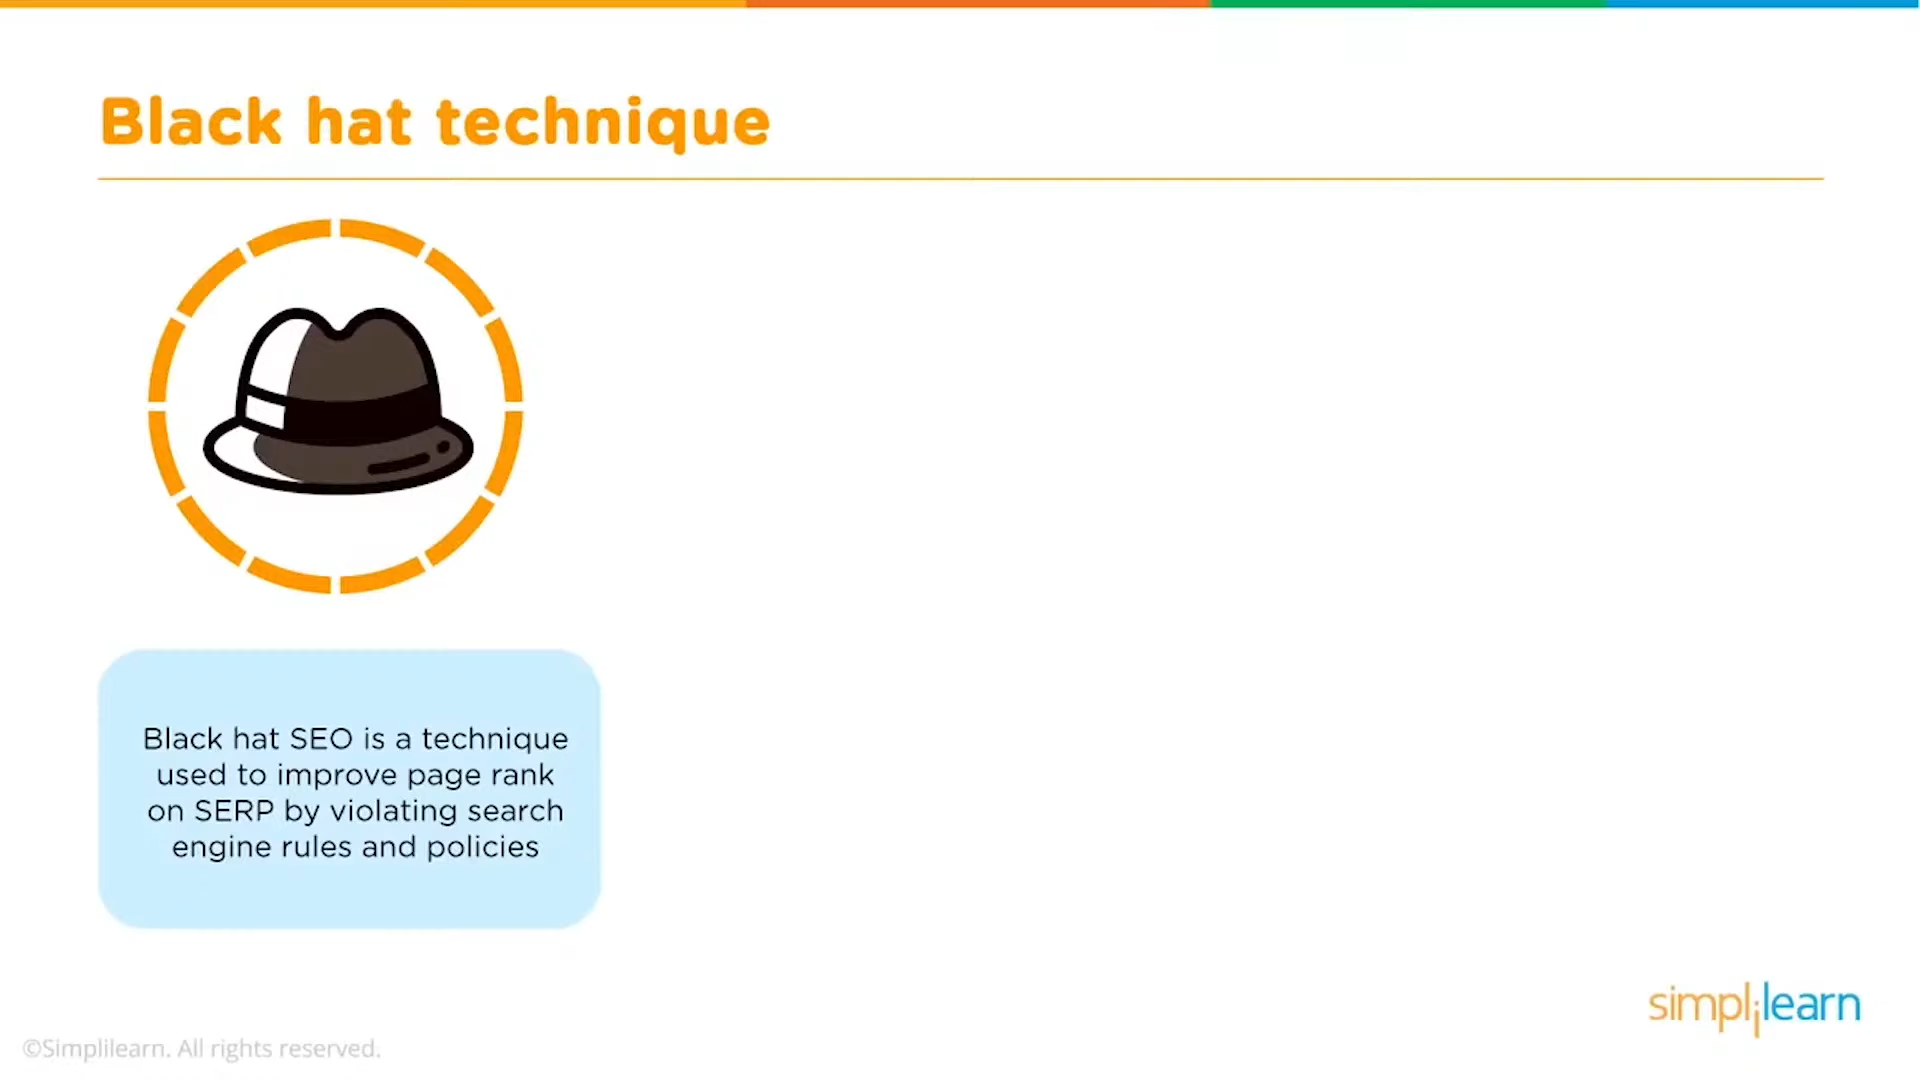 Black hat technique
Black hat SEO is a technique
used to improve page rank
on SERP by violating search
engine rules and policies
simplilearn
©Simplilearn. All rights reserved.